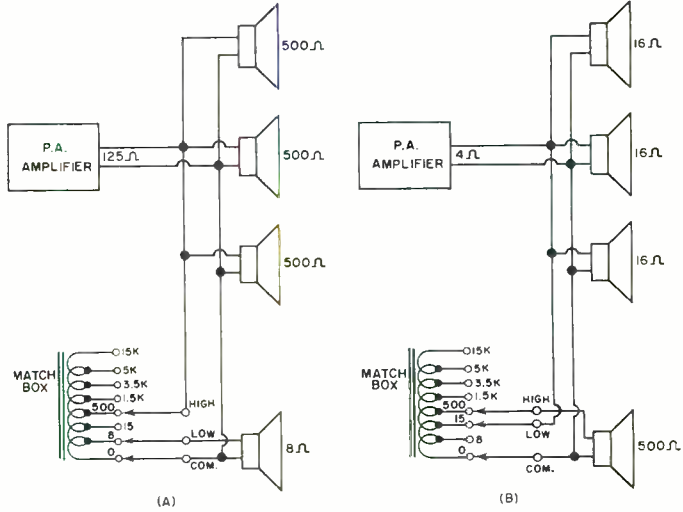 500Ω
P.A.
AMPLIFIER
125Ω
500Ω
500Ω
MATCH
BOX
15K
5K
3.5K
1.5K
500
HIGH
15
8
LOW
0
COM.
8Ω
(A)
16Ω
P.A.
AMPLIFIER
4Ω
16Ω
16Ω
MATCH
BOX
15K
5K
3.5K
1.5K
500
HIGH
15
LOW
8
0
COM.
500Ω
(B)